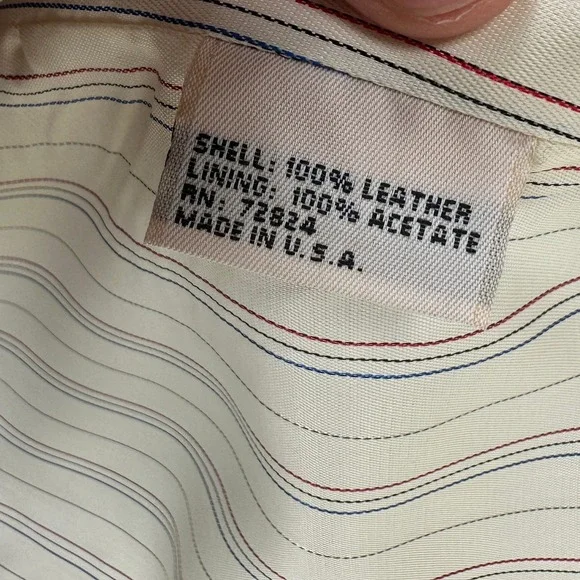 SHELL: 100% LEATHER
LINING: 100% ACETATE
RN: 72824
MADE IN U.S.A.